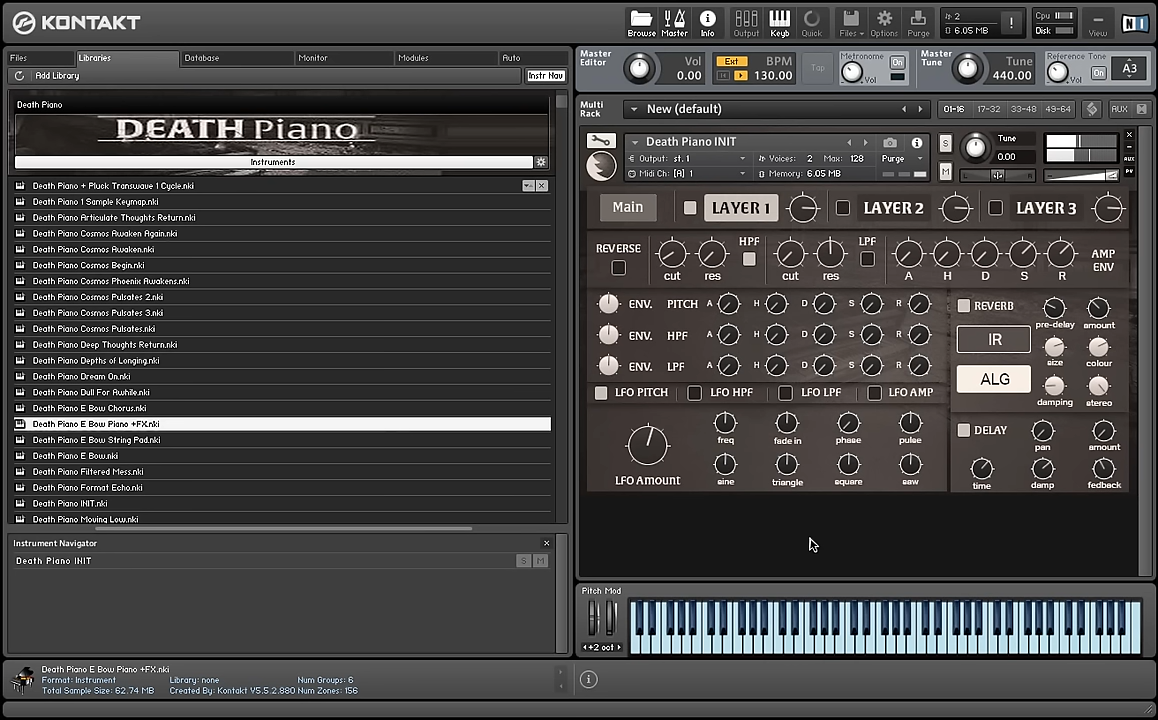 KONTAKT
Browse Master Info Output Keyb Quick Files Options Purge View
2
6.05 MB
!
Cpu
Disk
NI
Files Libraries Database Monitor Modules Auto
Add Library
Instr Nav
Master Editor
Vol
0.00
Ext
BPM
130.00
Tap
Metronome
On
Vol
Master Tune
Tune
440.00
Reference Tone
Vol
On
A3
Death Piano
DEATH Piano
Instruments
Death Piano + Pluck Transwave 1 Cycle.nki
Death Piano 1 Sample Keymap.nki
Death Piano Articulate Thoughts Return.nki
Death Piano Cosmos Awaken Again.nki
Death Piano Cosmos Awaken.nki
Death Piano Cosmos Begin.nki
Death Piano Cosmos Phoenix Awakens.nki
Death Piano Cosmos Pulsates 2.nki
Death Piano Cosmos Pulsates 3.nki
Death Piano Cosmos Pulsates.nki
Death Piano Deep Thoughts Return.nki
Death Piano Depths of Longing.nki
Death Piano Dream On.nki
Death Piano Dull For Awhile.nki
Death Piano E Bow Chorus.nki
Death Piano E Bow Piano +FX.nki
Death Piano E Bow String Pad.nki
Death Piano E Bow.nki
Death Piano Filtered Mess.nki
Death Piano Format Echo.nki
Death Piano INIT.nki
Death Piano Moving Low.nki
Instrument Navigator
Death Piano INIT
S M
Multi Rack
New (default)
01-16 17-32 33-48 49-64 AUX
Death Piano INIT
Output: st. 1
Voices: 2 Max: 128
Purge
Midi Ch: [A] 1
Memory: 6.05 MB
S
M
Tune
0.00
L R
AUX
PV
Main LAYER 1 LAYER 2 LAYER 3
REVERSE
cut res HPF
cut res LPF
A H D S R
AMP ENV
ENV. PITCH A H D S R
ENV. HPF A H D S R
ENV. LPF A H D S R
LFO PITCH LFO HPF LFO LPF LFO AMP
LFO Amount
freq fade in phase pulse
sine triangle square saw
REVERB
IR
ALG
pre-delay amount
size colour
damping stereo
DELAY
pan amount
time damp fedback
Pitch Mod
+2 oct
Death Piano E Bow Piano +FX.nki
Format: Instrument Library: none Num Groups: 6
Total Sample Size: 62.74 MB Created By: Kontakt V5.5.2.880 Num Zones: 156